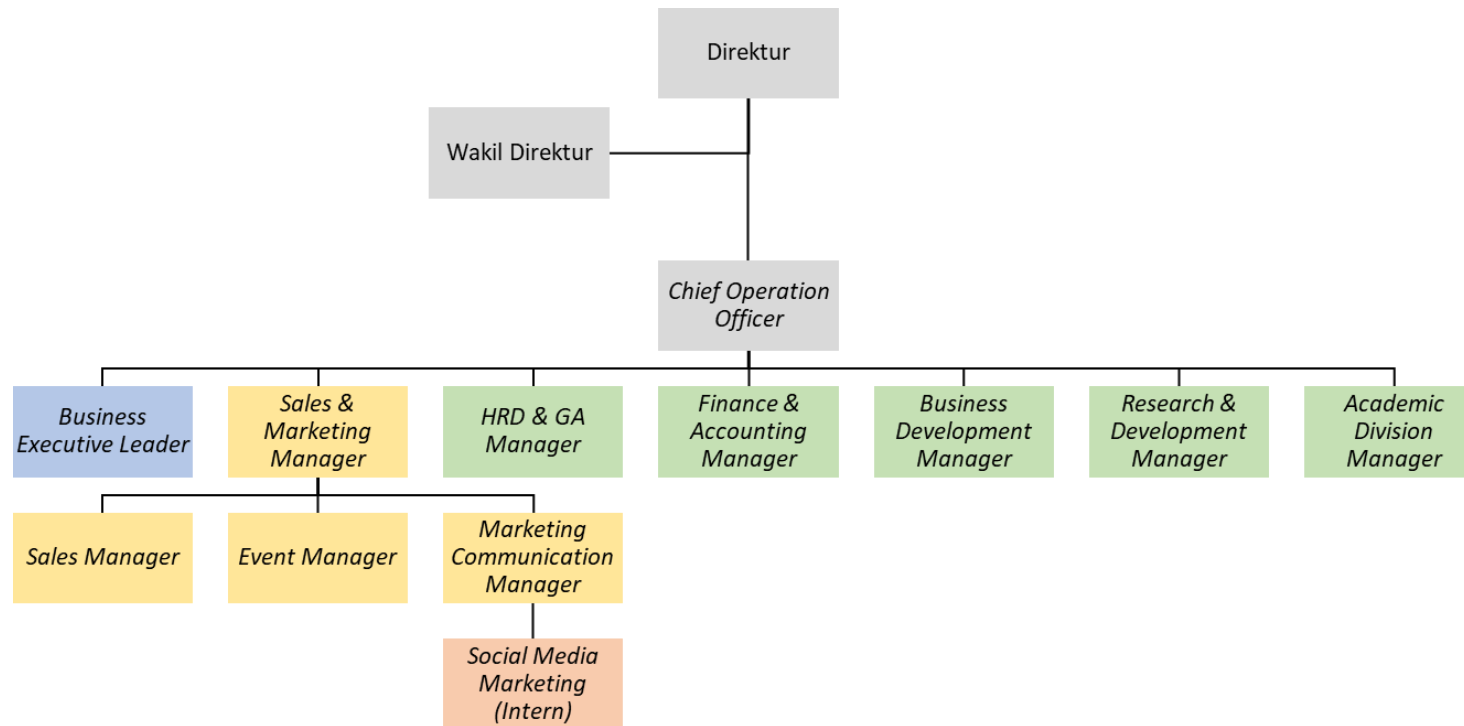 Direktur
Wakil Direktur
Chief Operation
Officer
Business
Executive Leader
Sales &
Marketing
Manager
HRD & GA
Manager
Finance &
Accounting
Manager
Business
Development
Manager
Research &
Development
Manager
Academic
Division
Manager
Sales Manager
Event Manager
Marketing
Communication
Manager
Social Media
Marketing
(Intern)